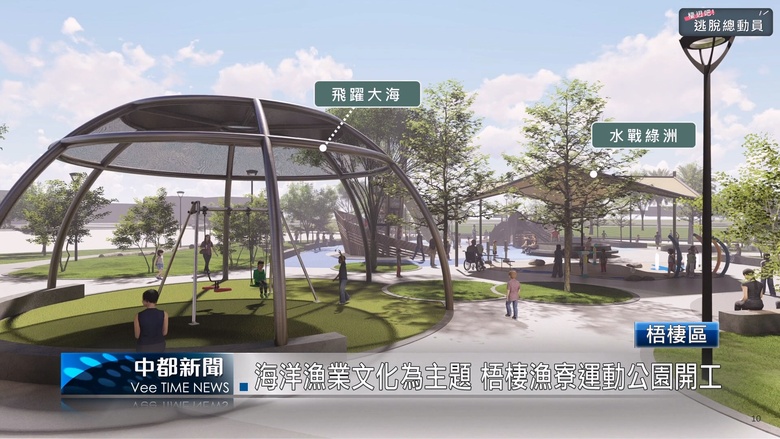 逃脫總動員
飛躍大海
水戰綠洲
梧棲區
中都新聞
Vee TIME NEWS
海洋漁業文化為主題 梧棲漁寮運動公園開工
10